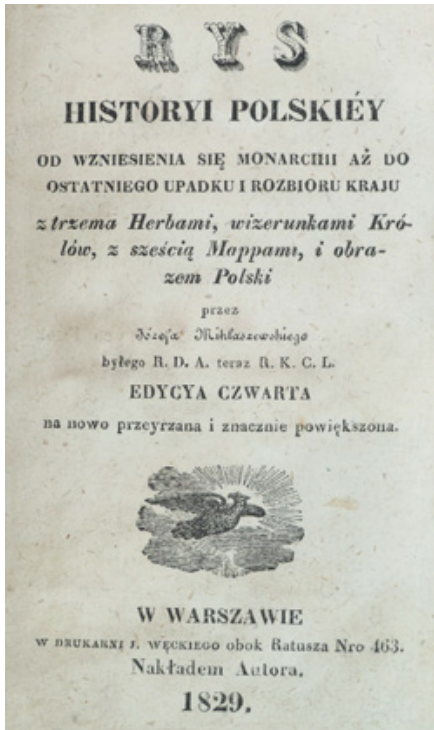 RYS
HISTORYI POLSKIÉY
OD WZNIESIENIA SIĘ MONARCHII AŻ DO
OSTATNIEGO UPADKU I ROZBIORU KRAJU
z trzema Herbami, wizerunkami Kró-
lów, z sześcią Mappami, i obra-
zem Polski
przez
Józefa Miklaszewskiego
byłego R. D. A. teraz R. K. C. L.
EDYCYA CZWARTA
na nowo przeyrzana i znacznie powiększona.
W WARSZAWIE
W DRUKARNI J. WĘCKIEGO obok Ratusza Nro 463.
Nakładem Autora.
1829.